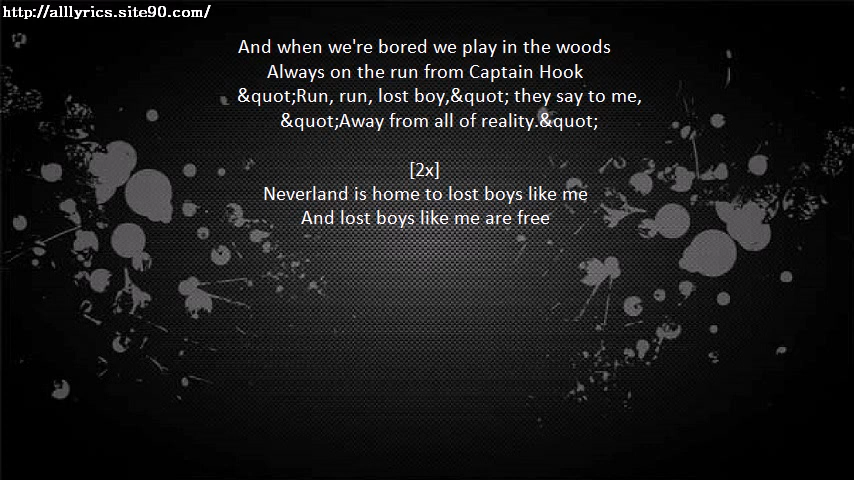 http://alllyrics.site90.com/
And when we're bored we play in the woods
Always on the run from Captain Hook
&quot;Run, run, lost boy,&quot; they say to me,
&quot;Away from all of reality.&quot;
[2x]
Neverland is home to lost boys like me
And lost boys like me are free